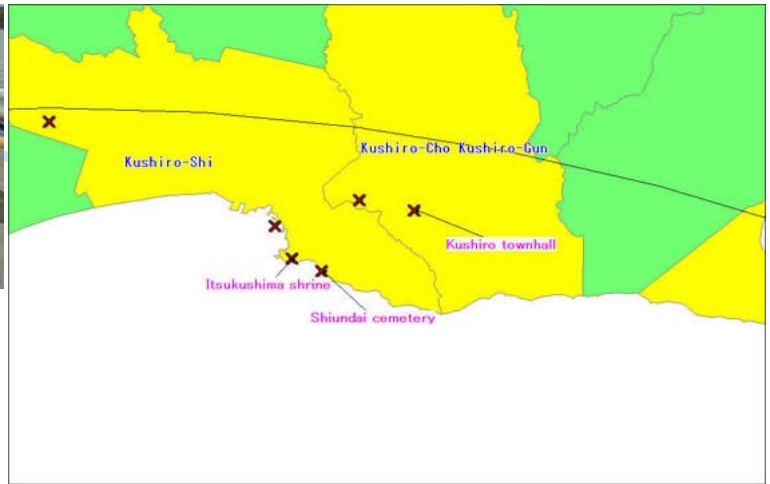 Kushiro-Cho Kushiro-Gun
Kushiro-Shi
Kushiro townhall
Itsukushima shrine
Shiundai cemetery